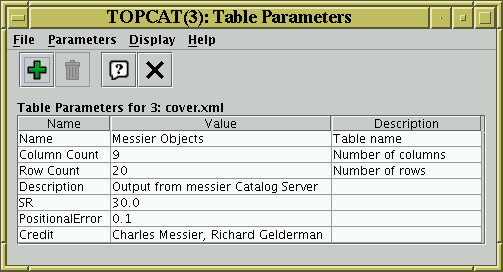 TOPCAT(3): Table Parameters
File Parameters Display Help
Table Parameters for 3: cover.xml
Name Value Description
Name Messier Objects Table name
Column Count 9 Number of columns
Row Count 20 Number of rows
Description Output from messier Catalog Server
SR 30.0
PositionalError 0.1
Credit Charles Messier, Richard Gelderman